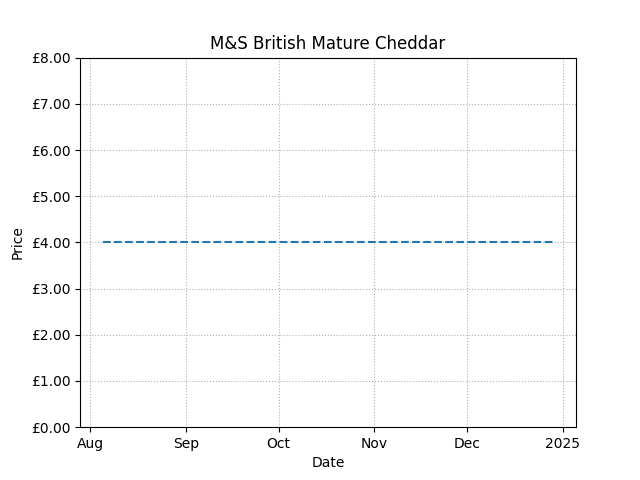 M&S British Mature Cheddar
£8.00
£7.00
£6.00
£5.00
£4.00
£3.00
£2.00
£1.00
£0.00
Price
Aug Sep Oct Nov Dec 2025
Date